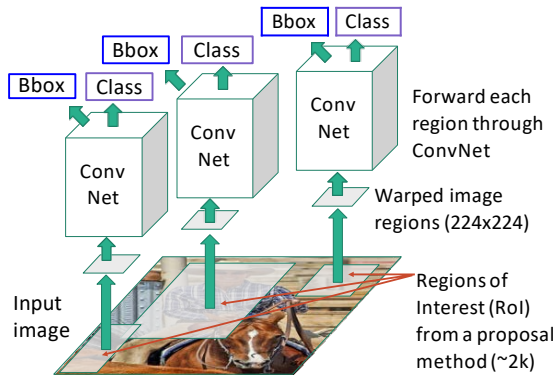 Bbox
Class
Bbox
Class
Bbox
Class
Conv
Net
Conv
Net
Conv
Net
Forward each
region through
ConvNet
Warped image
regions (224x224)
Input
image
Regions of
Interest (RoI)
from a proposal
method (~2k)